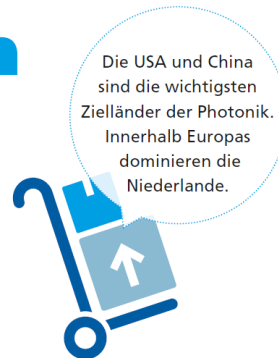 Die USA und China
sind die wichtigsten
Zielländer der Photonik.
Innerhalb Europas
dominieren die
Niederlande.